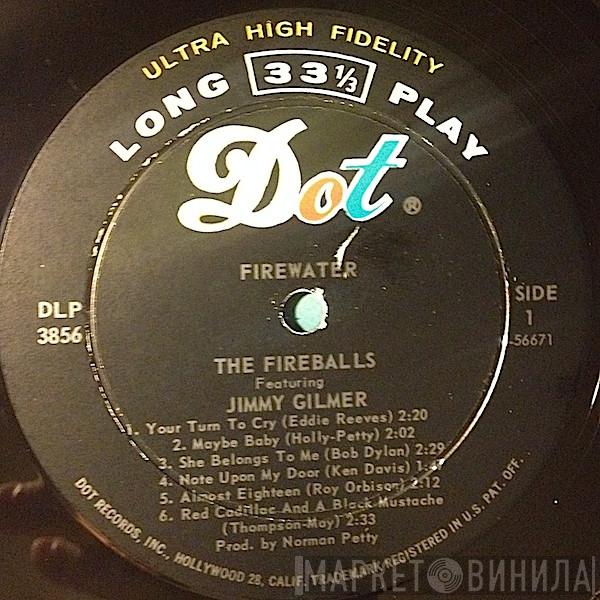 ULTRA HIGH FIDELITY
LONG 33 1/3 PLAY
Dot ®
FIREWATER
DLP
3856
SIDE
1
-56671
THE FIREBALLS
Featuring
JIMMY GILMER
1. Your Turn To Cry (Eddie Reeves) 2:20
2. Maybe Baby (Holly-Petty) 2:02
3. She Belongs To Me (Bob Dylan) 2:29
4. Note Upon My Door (Ken Davis) 1:47
5. Almost Eighteen (Roy Orbison) 2:12
6. Red Cadillac And A Black Mustache
(Thompson-May) 2:33
Prod. by Norman Petty
DOT RECORDS, INC., HOLLYWOOD 28, CALIF. TRADEMARK REGISTERED IN U.S. PAT. OFF.
МАРКЕТ ВИНИЛА